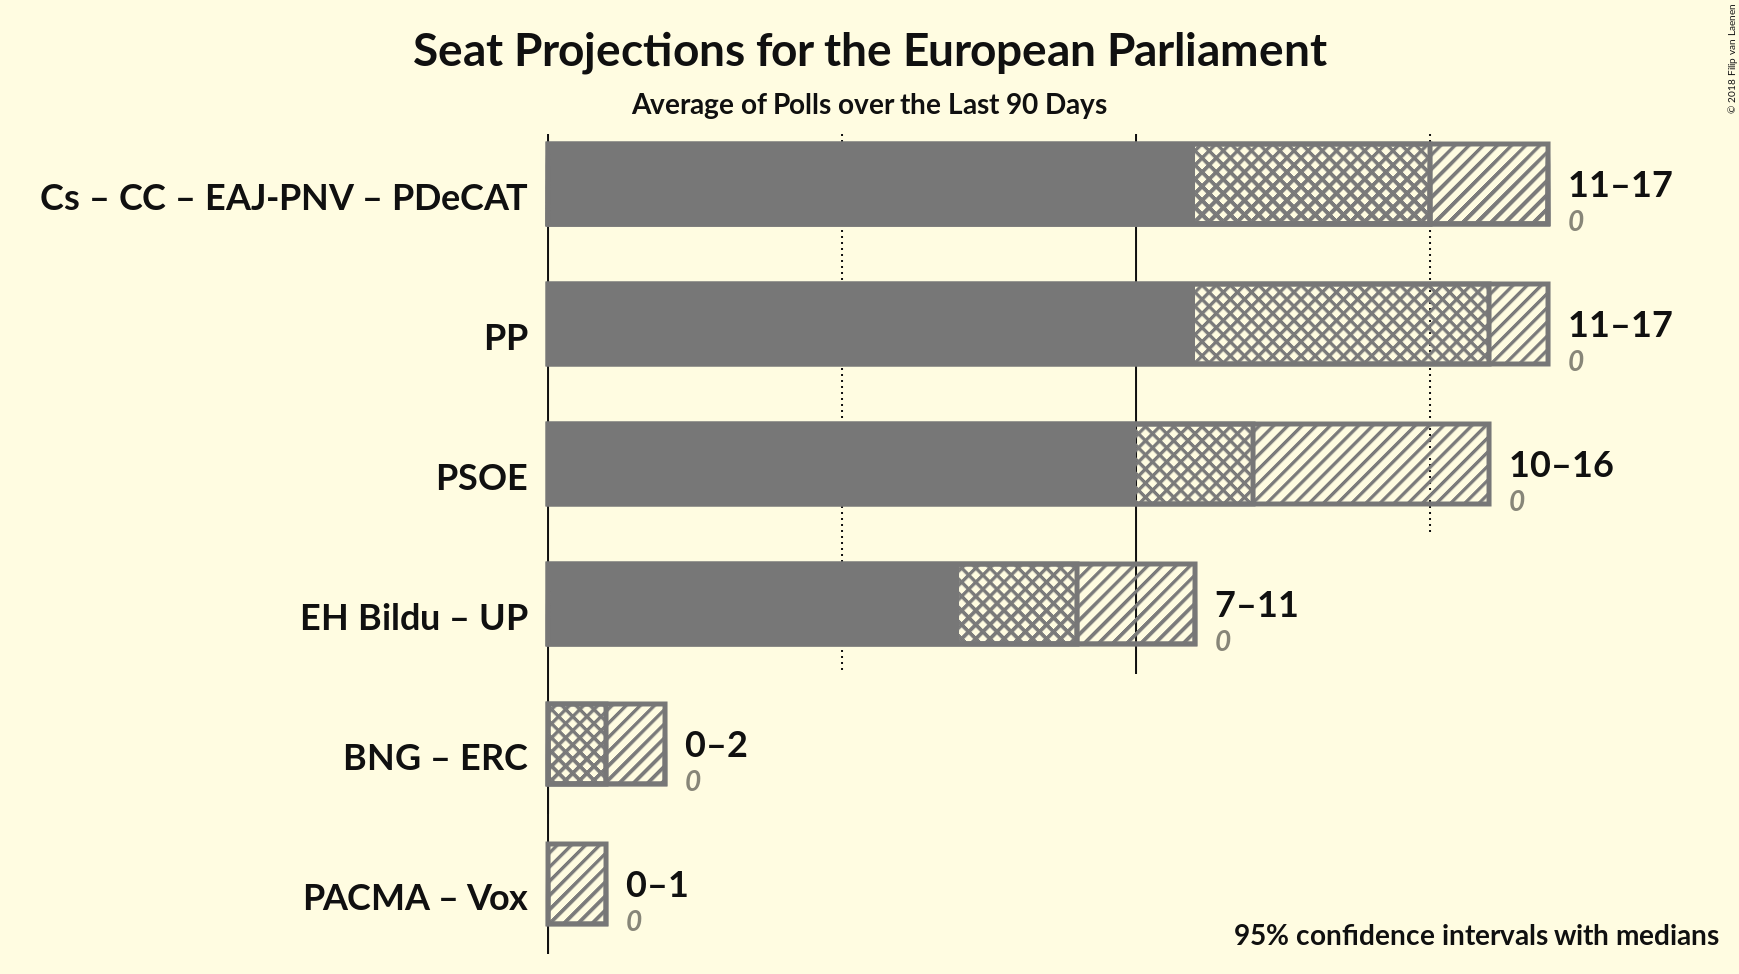 Seat Projections for the European Parliament
Average of Polls over the Last 90 Days
© 2018 Filip van Laenen
Cs – CC – EAJ-PNV – PDeCAT
11–17
0
PP
11–17
0
PSOE
10–16
0
EH Bildu – UP
7–11
0
BNG – ERC
0–2
0
PACMA – Vox
0–1
0
95% confidence intervals with medians